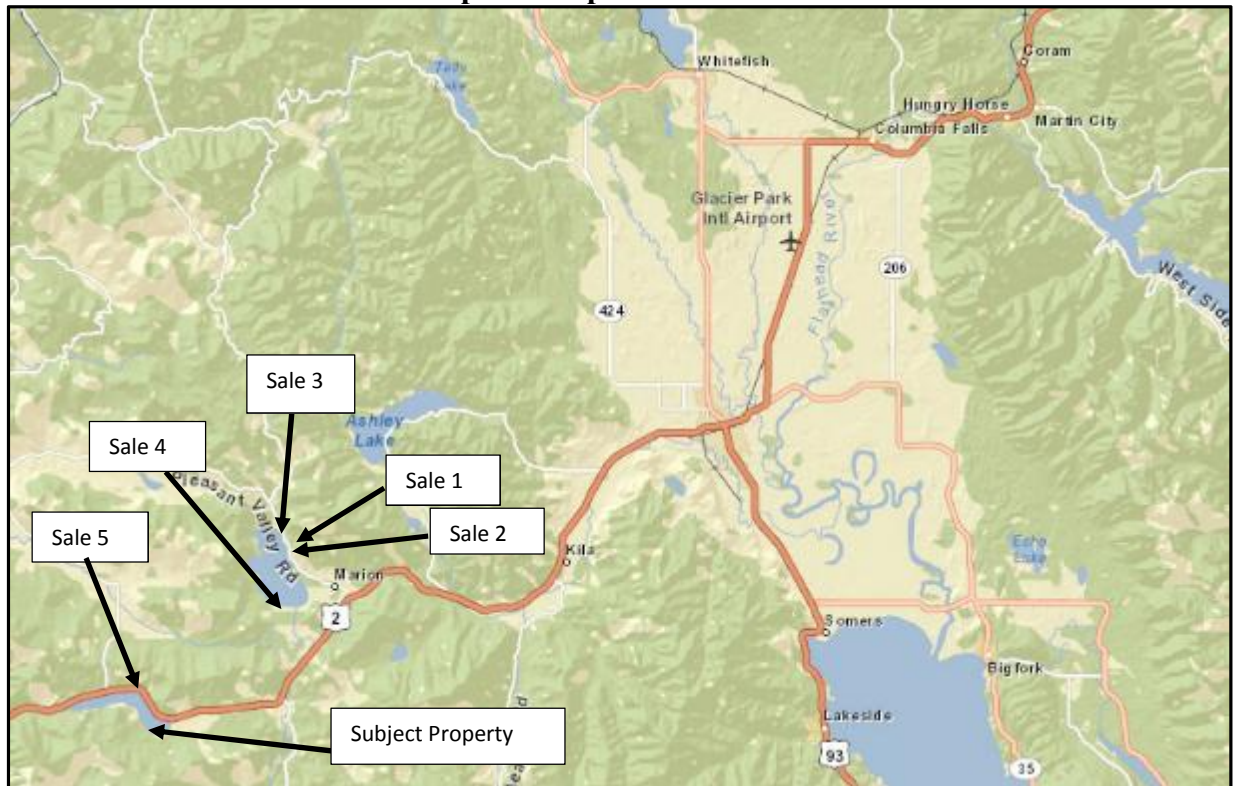 Whitefish
Coram
Hungry Horse
Martin City
Columbia Falls
Glacier Park
Intl Airport
Flathead River
206
West Side
424
Sale 3
Ashley
Lake
Sale 4
Sale 1
Pleasant Valley Rd
Sale 2
Sale 5
Kila
Echo
Lake
Marion
2
Somers
Bigfork
Subject Property
Lakeside
93
35